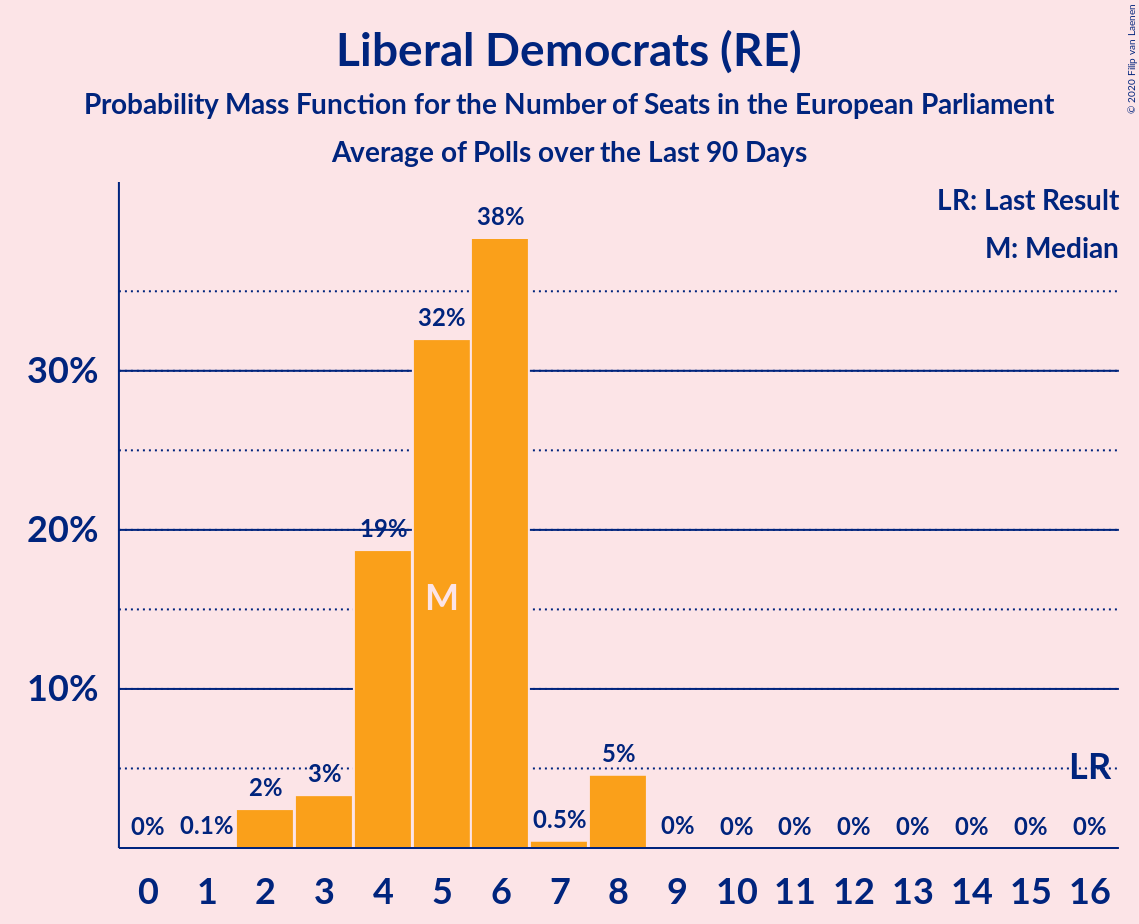 Liberal Democrats (RE)
Probability Mass Function for the Number of Seats in the European Parliament
Average of Polls over the Last 90 Days
© 2020 Filip van Laenen
LR: Last Result
M: Median
38%
32%
30%
19%
20%
M
10%
5%
LR
3%
2%
0% 0.1% 0.5% 0% 0% 0% 0% 0% 0% 0% 0%
0 1 2 3 4 5 6 7 8 9 10 11 12 13 14 15 16